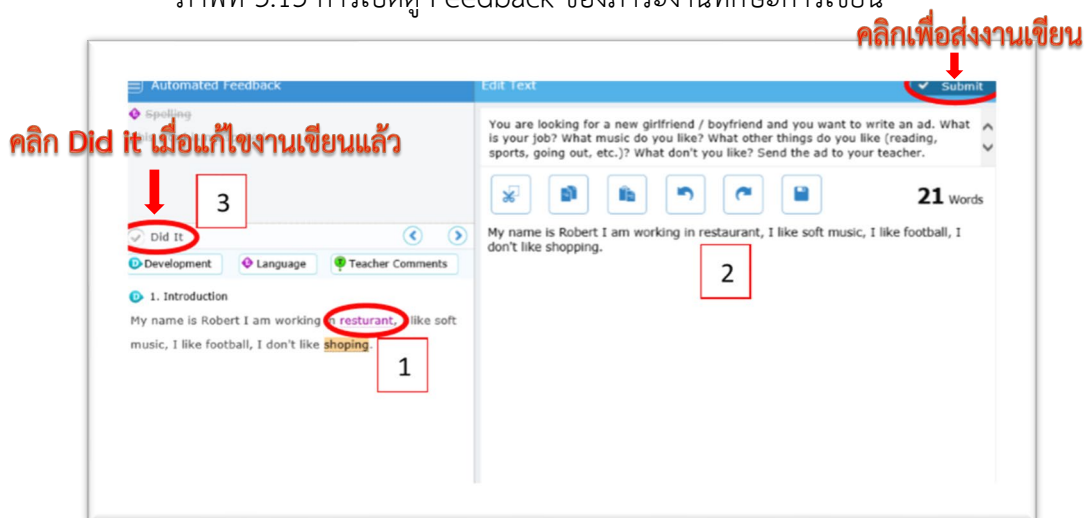 ภาพที่ 3.15 การเปิดดู Feedback ของภาระงานทักษะการเขียน
คลิกเพื่อส่งงานเขียน
Automated Feedback
Edit Text
Submit
Spelling
คลิก Did it เมื่อแก้ไขงานเขียนแล้ว
You are looking for a new girlfriend / boyfriend and you want to write an ad. What
is your job? What music do you like? What other things do you like (reading,
sports, going out, etc.)? What don't you like? Send the ad to your teacher.
3
21 Words
Did It
Development
Language
Teacher Comments
My name is Robert I am working in restaurant, I like soft music, I like football, I
don't like shopping.
2
1. Introduction
My name is Robert I am working in resturant, I like soft
music, I like football, I don't like shoping.
1